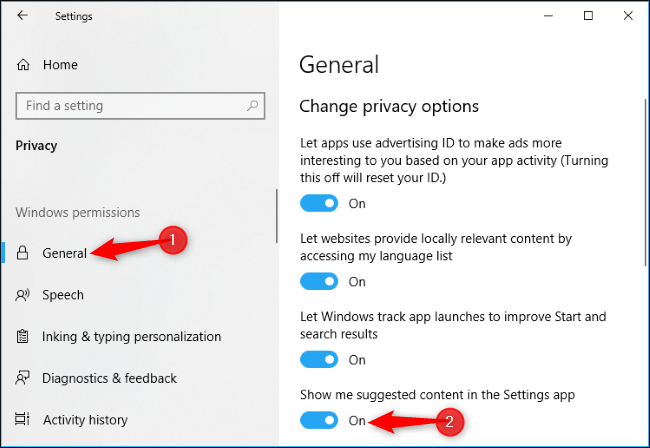 Settings
Home
Find a setting
Privacy
Windows permissions
General
1
Speech
Inking & typing personalization
Diagnostics & feedback
Activity history
General
Change privacy options
Let apps use advertising ID to make ads more
interesting to you based on your app activity (Turning
this off will reset your ID.)
On
Let websites provide locally relevant content by
accessing my language list
On
Let Windows track app launches to improve Start and
search results
On
Show me suggested content in the Settings app
On
2